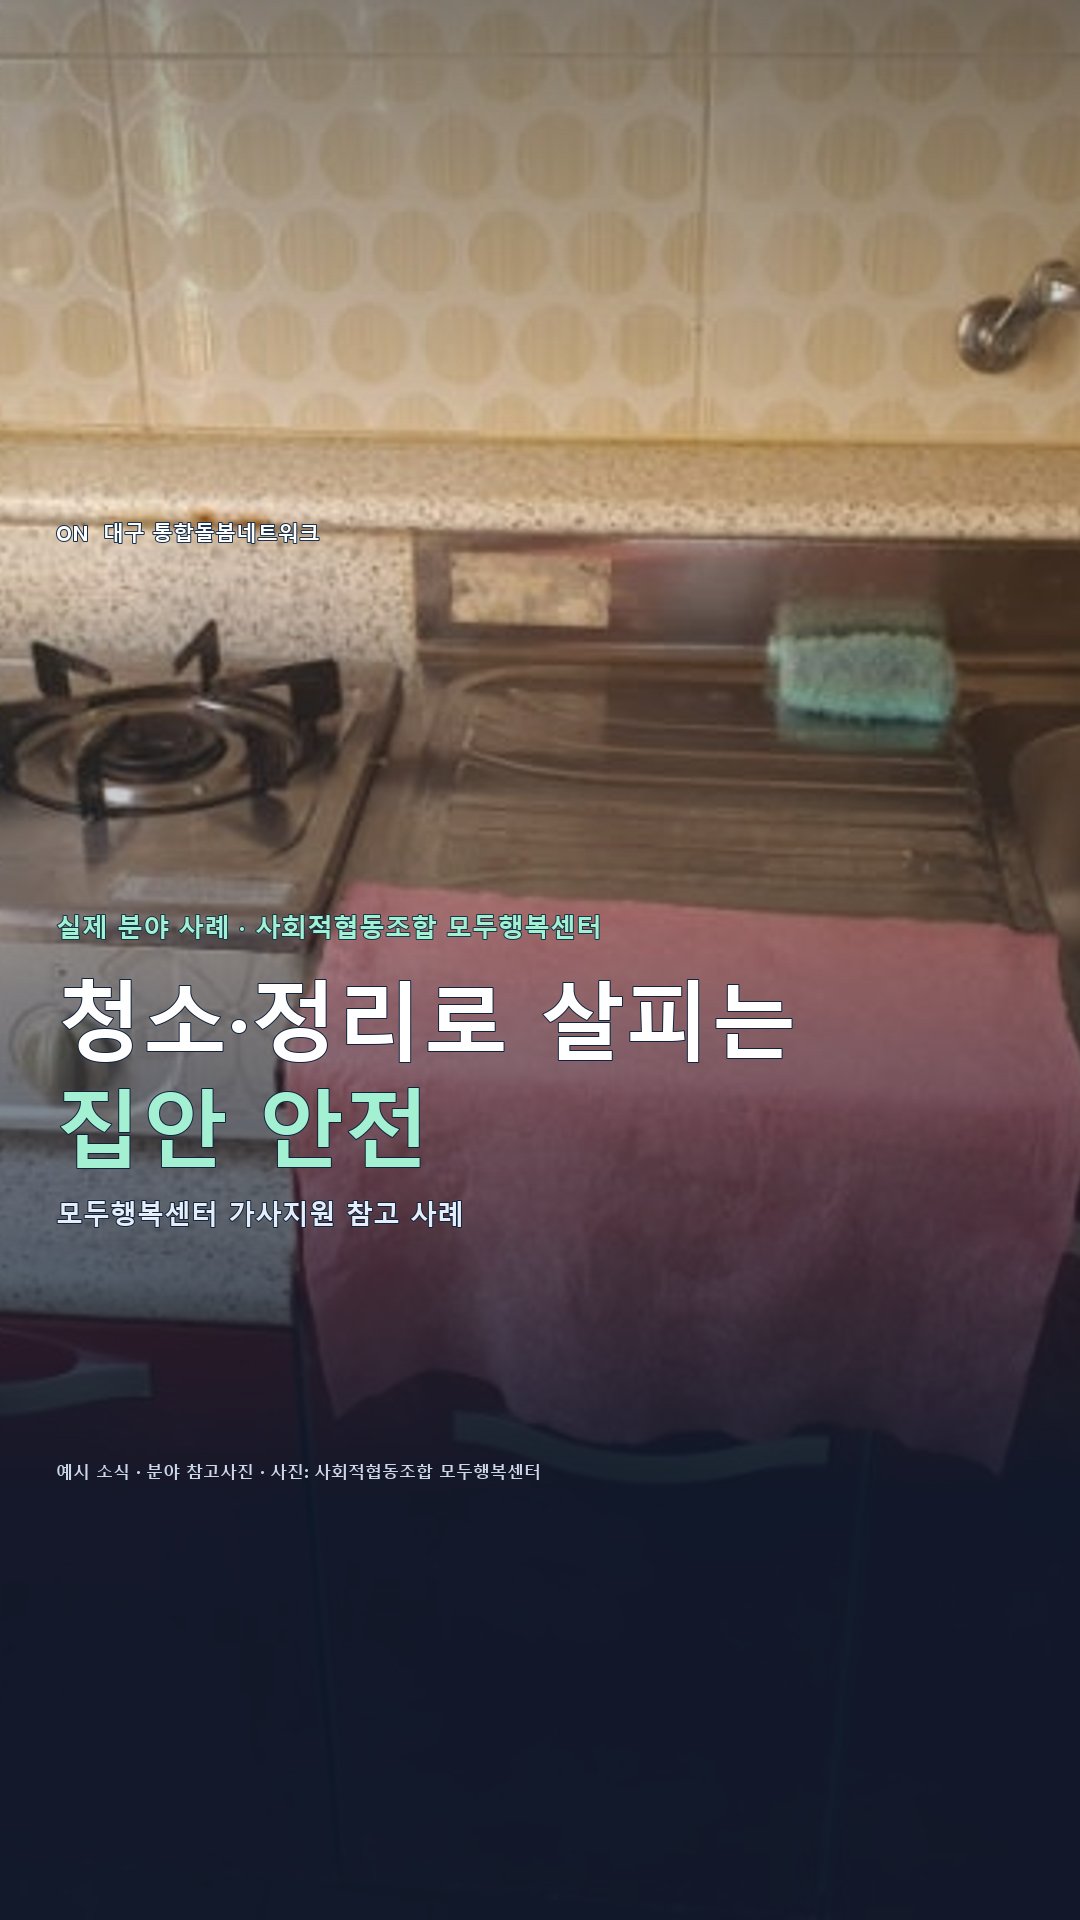 ON 대구 통합돌봄네트워크
실제 분야 사례 · 사회적협동조합 모두행복센터
청소·정리로 살피는
집안 안전
모두행복센터 가사지원 참고 사례
예시 소식 · 분야 참고사진 · 사진: 사회적협동조합 모두행복센터